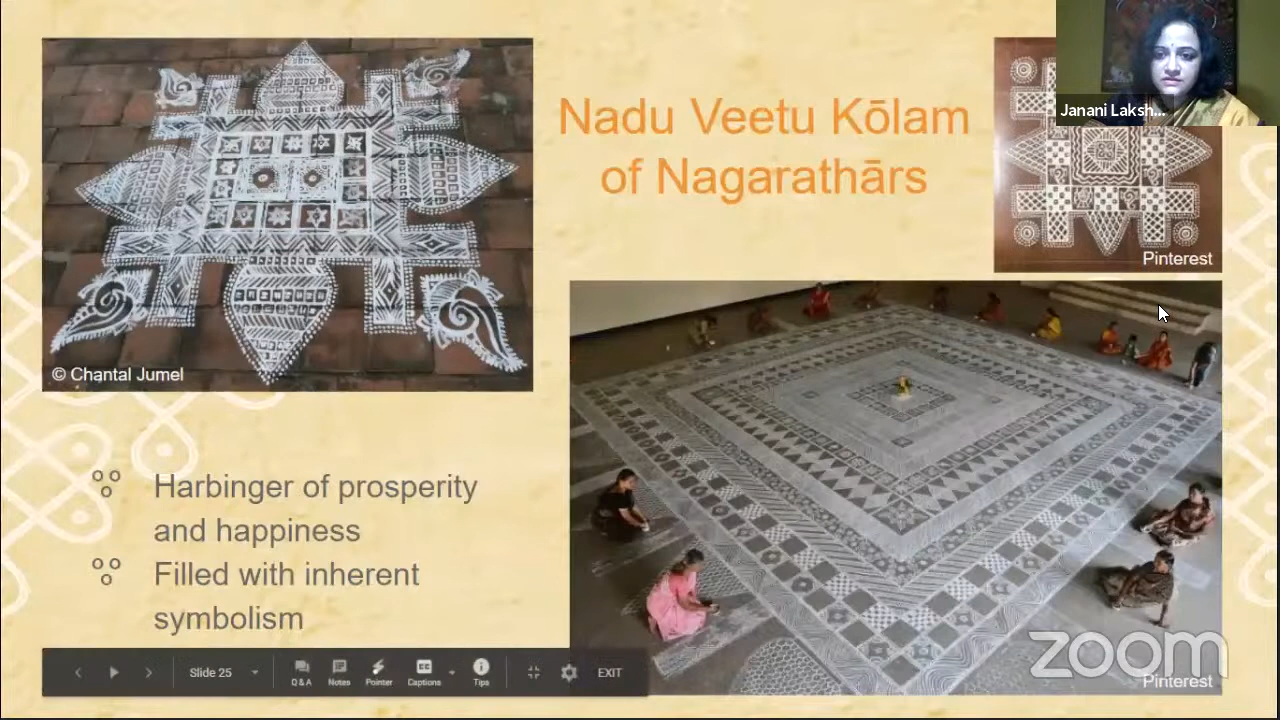 Janani Laksh...
Nadu Veetu Kōlam
of Nagarathārs
Pinterest
© Chantal Jumel
Harbinger of prosperity
and happiness
Filled with inherent
symbolism
Slide 25
Q & A
Notes
Pointer
CC
Captions
Tips
EXIT
zoom
Pinterest